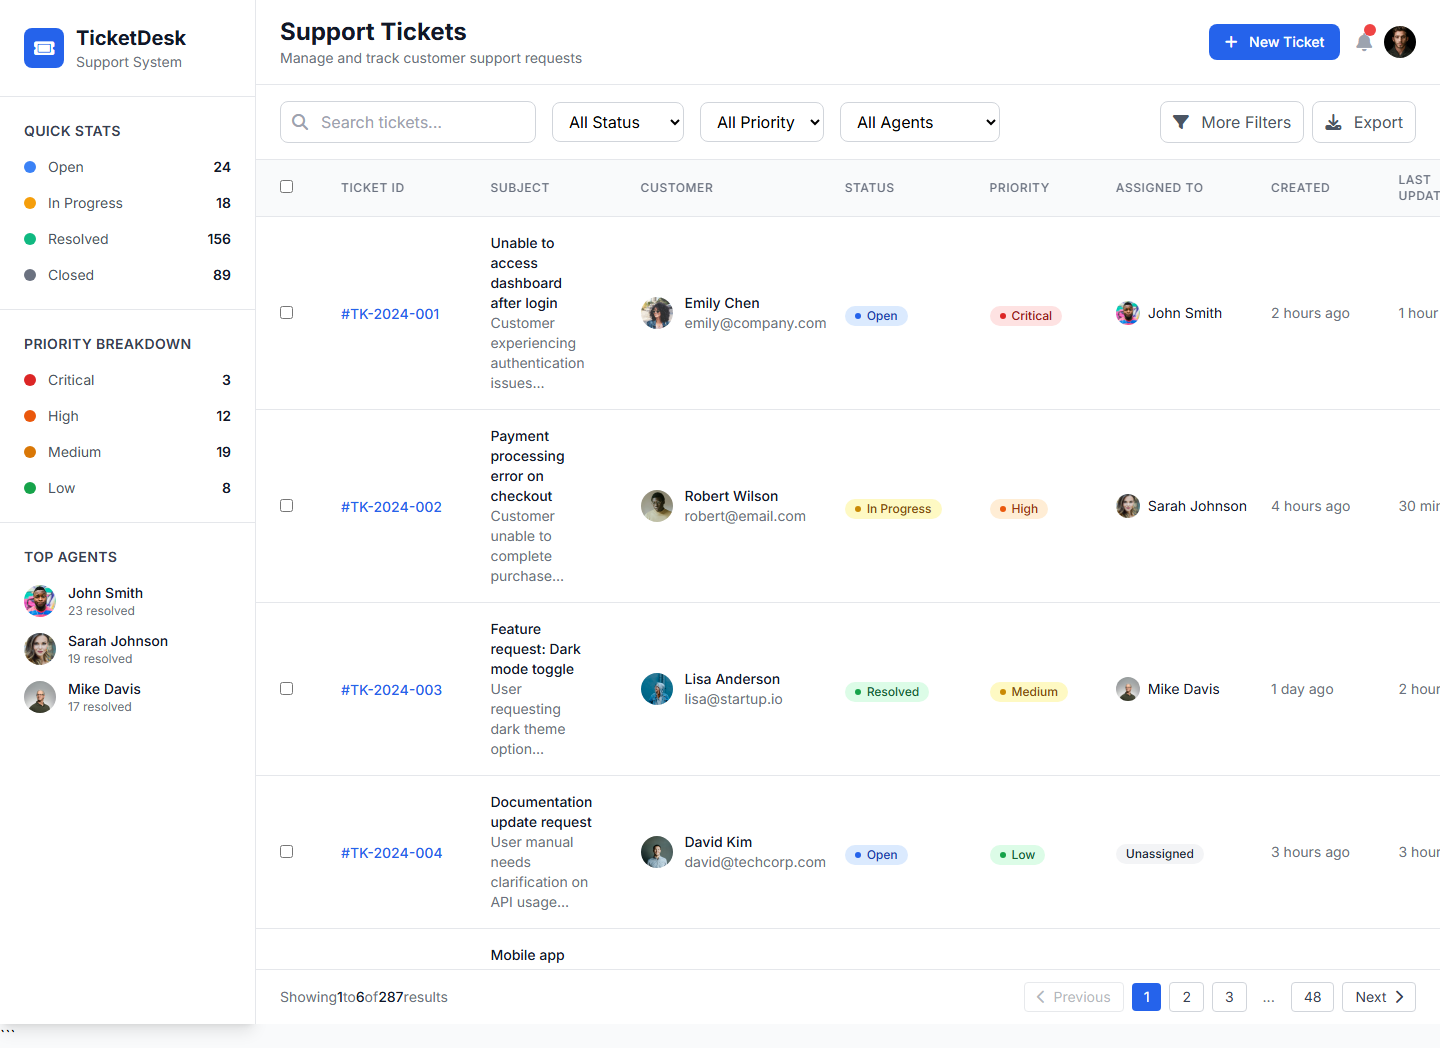 TicketDesk
Support System
QUICK STATS
Open 24
In Progress 18
Resolved 156
Closed 89
PRIORITY BREAKDOWN
Critical 3
High 12
Medium 19
Low 8
TOP AGENTS
John Smith
23 resolved
Sarah Johnson
19 resolved
Mike Davis
17 resolved
Support Tickets
Manage and track customer support requests
New Ticket
Search tickets...
All Status
All Priority
All Agents
More Filters
Export
TICKET ID SUBJECT CUSTOMER STATUS PRIORITY ASSIGNED TO CREATED LAST
UPDAT
#TK-2024-001
Unable to
access
dashboard
after login
Customer
experiencing
authentication
issues...
Emily Chen
emily@company.com
Open
Critical
John Smith
2 hours ago
1 hour
#TK-2024-002
Payment
processing
error on
checkout
Customer
unable to
complete
purchase...
Robert Wilson
robert@email.com
In Progress
High
Sarah Johnson
4 hours ago
30 min
#TK-2024-003
Feature
request: Dark
mode toggle
User
requesting
dark theme
option...
Lisa Anderson
lisa@startup.io
Resolved
Medium
Mike Davis
1 day ago
2 hour
#TK-2024-004
Documentation
update request
User manual
needs
clarification on
API usage...
David Kim
david@techcorp.com
Open
Low
Unassigned
3 hours ago
3 hour
Mobile app
Showing1to6of287results
Previous 1 2 3 ... 48 Next
```